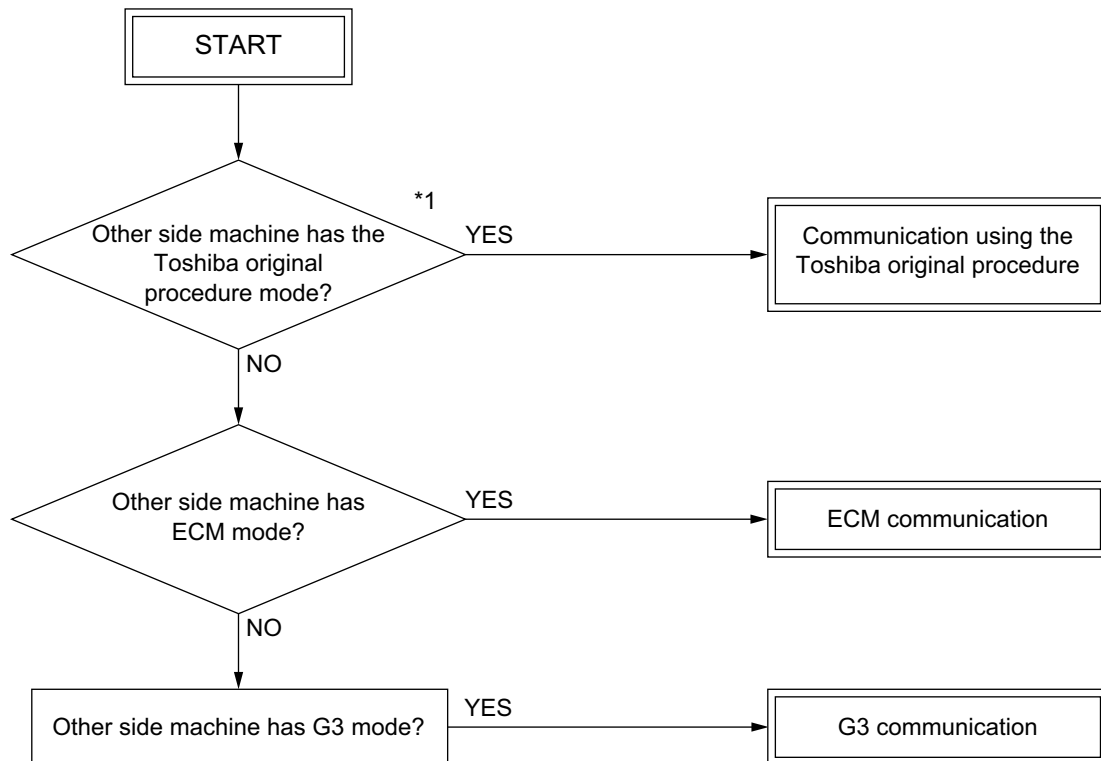 START
*1
Other side machine has the
Toshiba original
procedure mode?
YES
Communication using the
Toshiba original procedure
NO
Other side machine has
ECM mode?
YES
ECM communication
NO
Other side machine has G3 mode?
YES
G3 communication